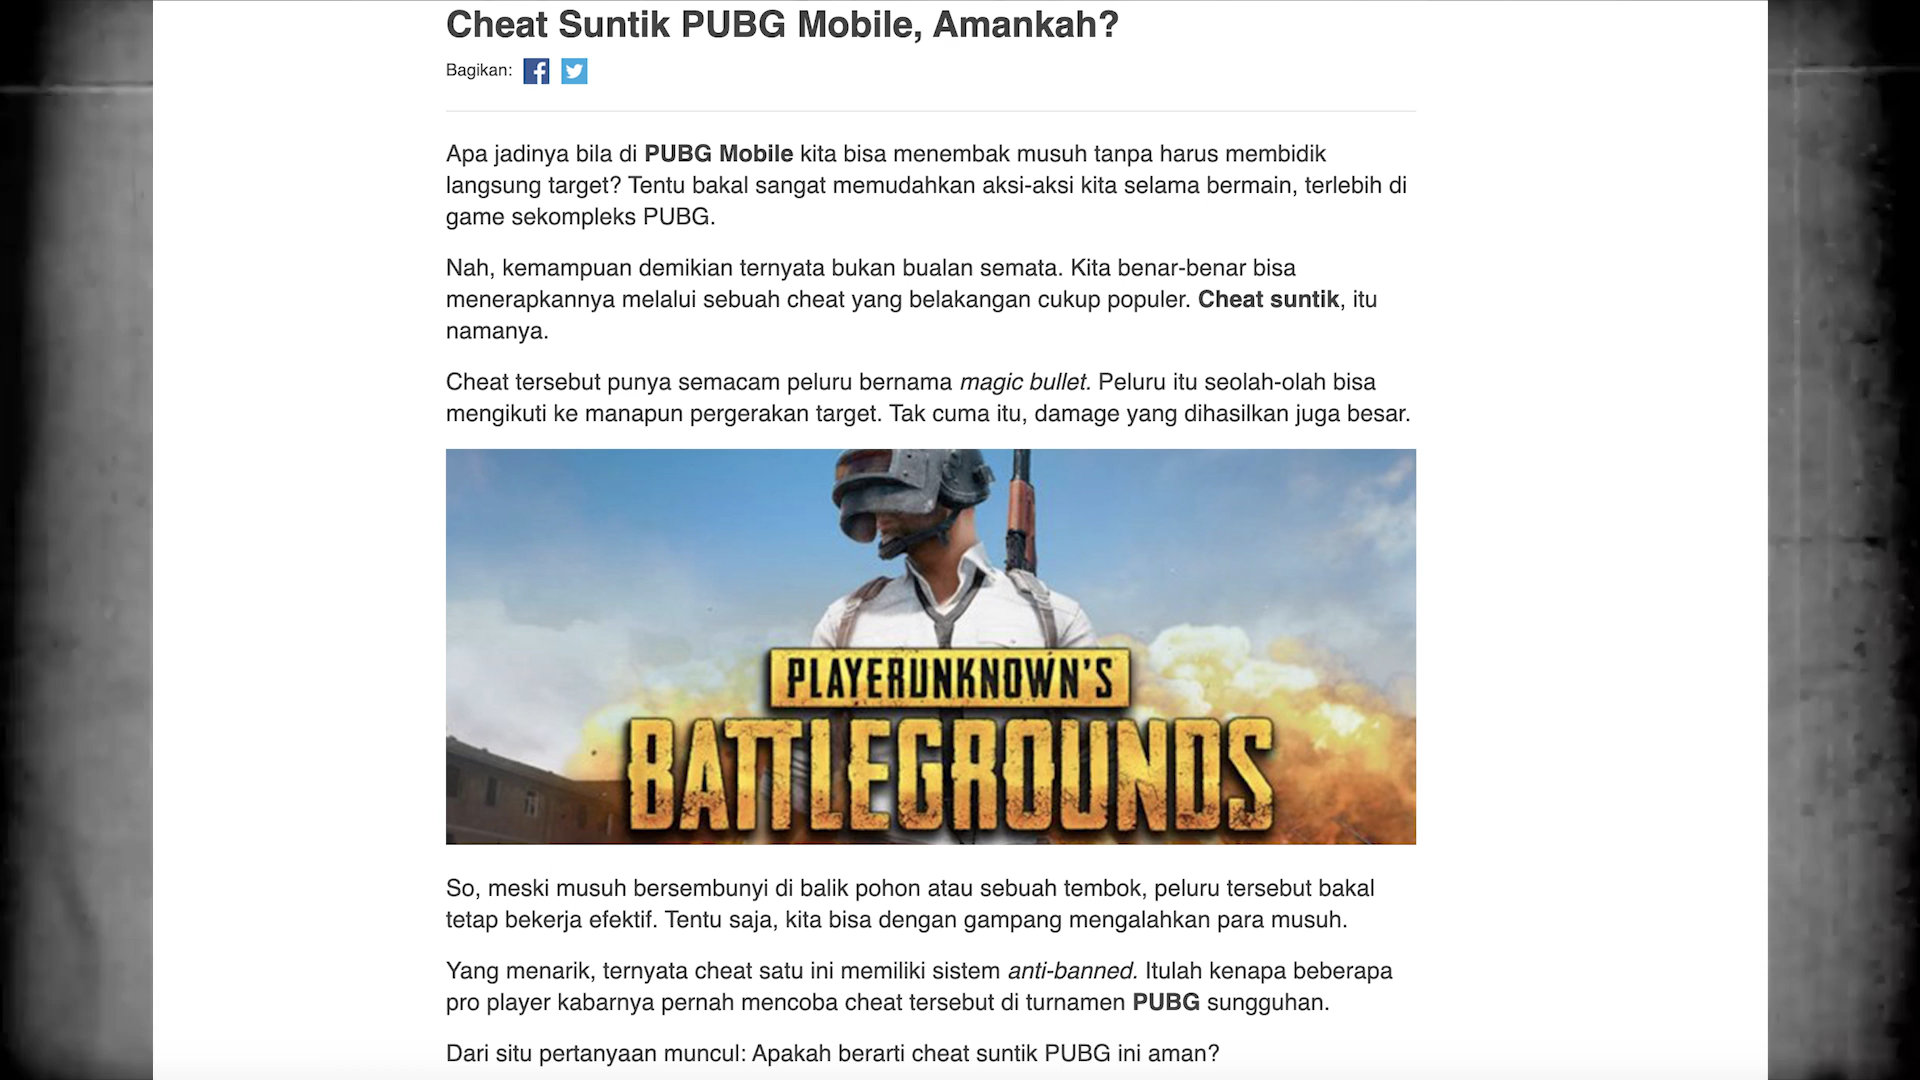 Cheat Suntik PUBG Mobile, Amankah?
Bagikan:
Apa jadinya bila di PUBG Mobile kita bisa menembak musuh tanpa harus membidik
langsung target? Tentu bakal sangat memudahkan aksi-aksi kita selama bermain, terlebih di
game sekompleks PUBG.
Nah, kemampuan demikian ternyata bukan bualan semata. Kita benar-benar bisa
menerapkannya melalui sebuah cheat yang belakangan cukup populer. Cheat suntik, itu
namanya.
Cheat tersebut punya semacam peluru bernama magic bullet. Peluru itu seolah-olah bisa
mengikuti ke manapun pergerakan target. Tak cuma itu, damage yang dihasilkan juga besar.
PLAYERUNKNOWN'S
BATTLEGROUNDS
So, meski musuh bersembunyi di balik pohon atau sebuah tembok, peluru tersebut bakal
tetap bekerja efektif. Tentu saja, kita bisa dengan gampang mengalahkan para musuh.
Yang menarik, ternyata cheat satu ini memiliki sistem anti-banned. Itulah kenapa beberapa
pro player kabarnya pernah mencoba cheat tersebut di turnamen PUBG sungguhan.
Dari situ pertanyaan muncul: Apakah berarti cheat suntik PUBG ini aman?